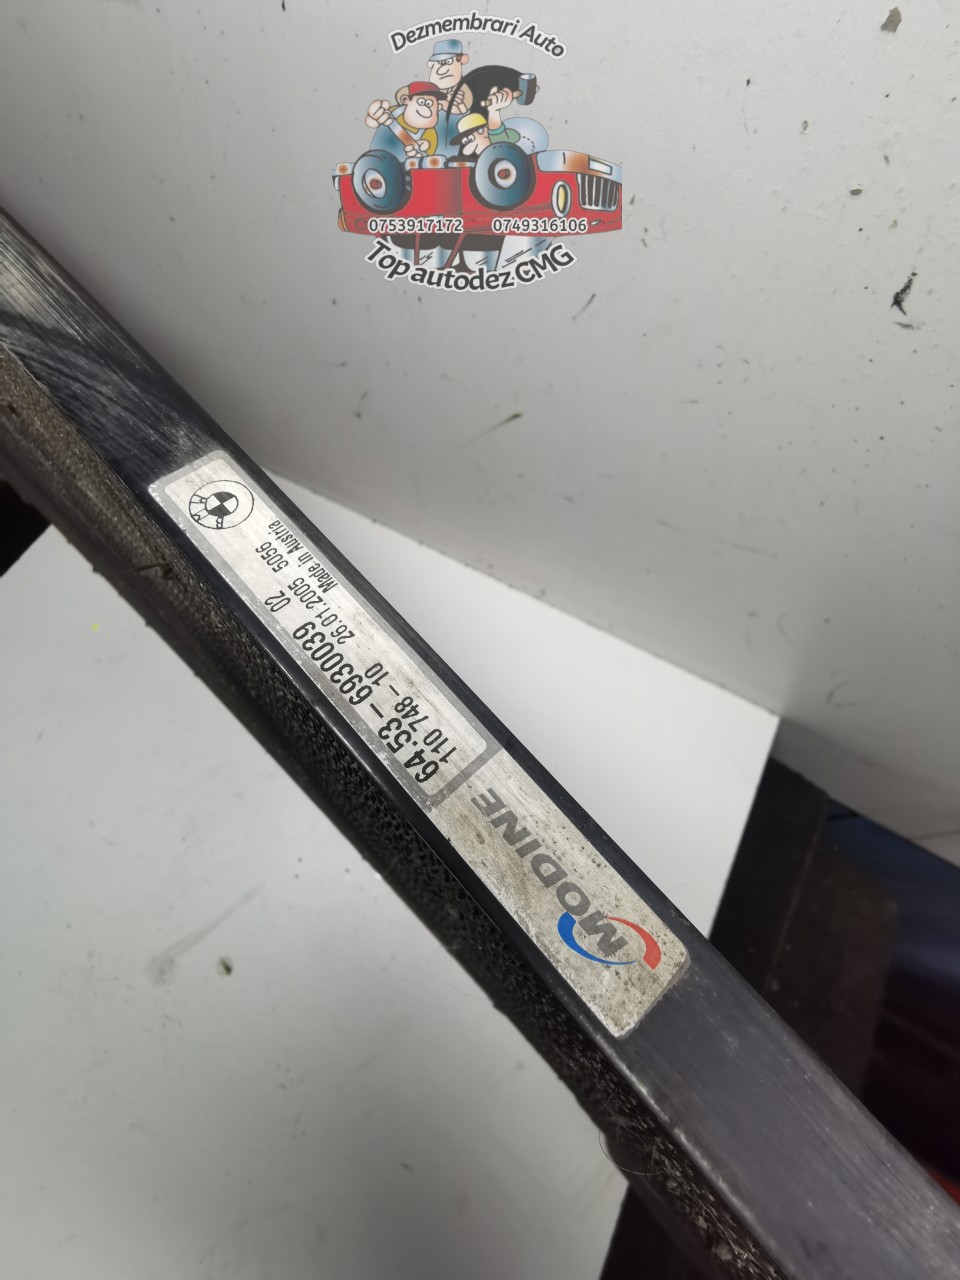 Dezmembrari Auto
0753917172 0749316106
Top autodez CMG
BMW
64.53-6930039 02
110 748-10 26.01.2005 5056
Made in Austria
MODINE